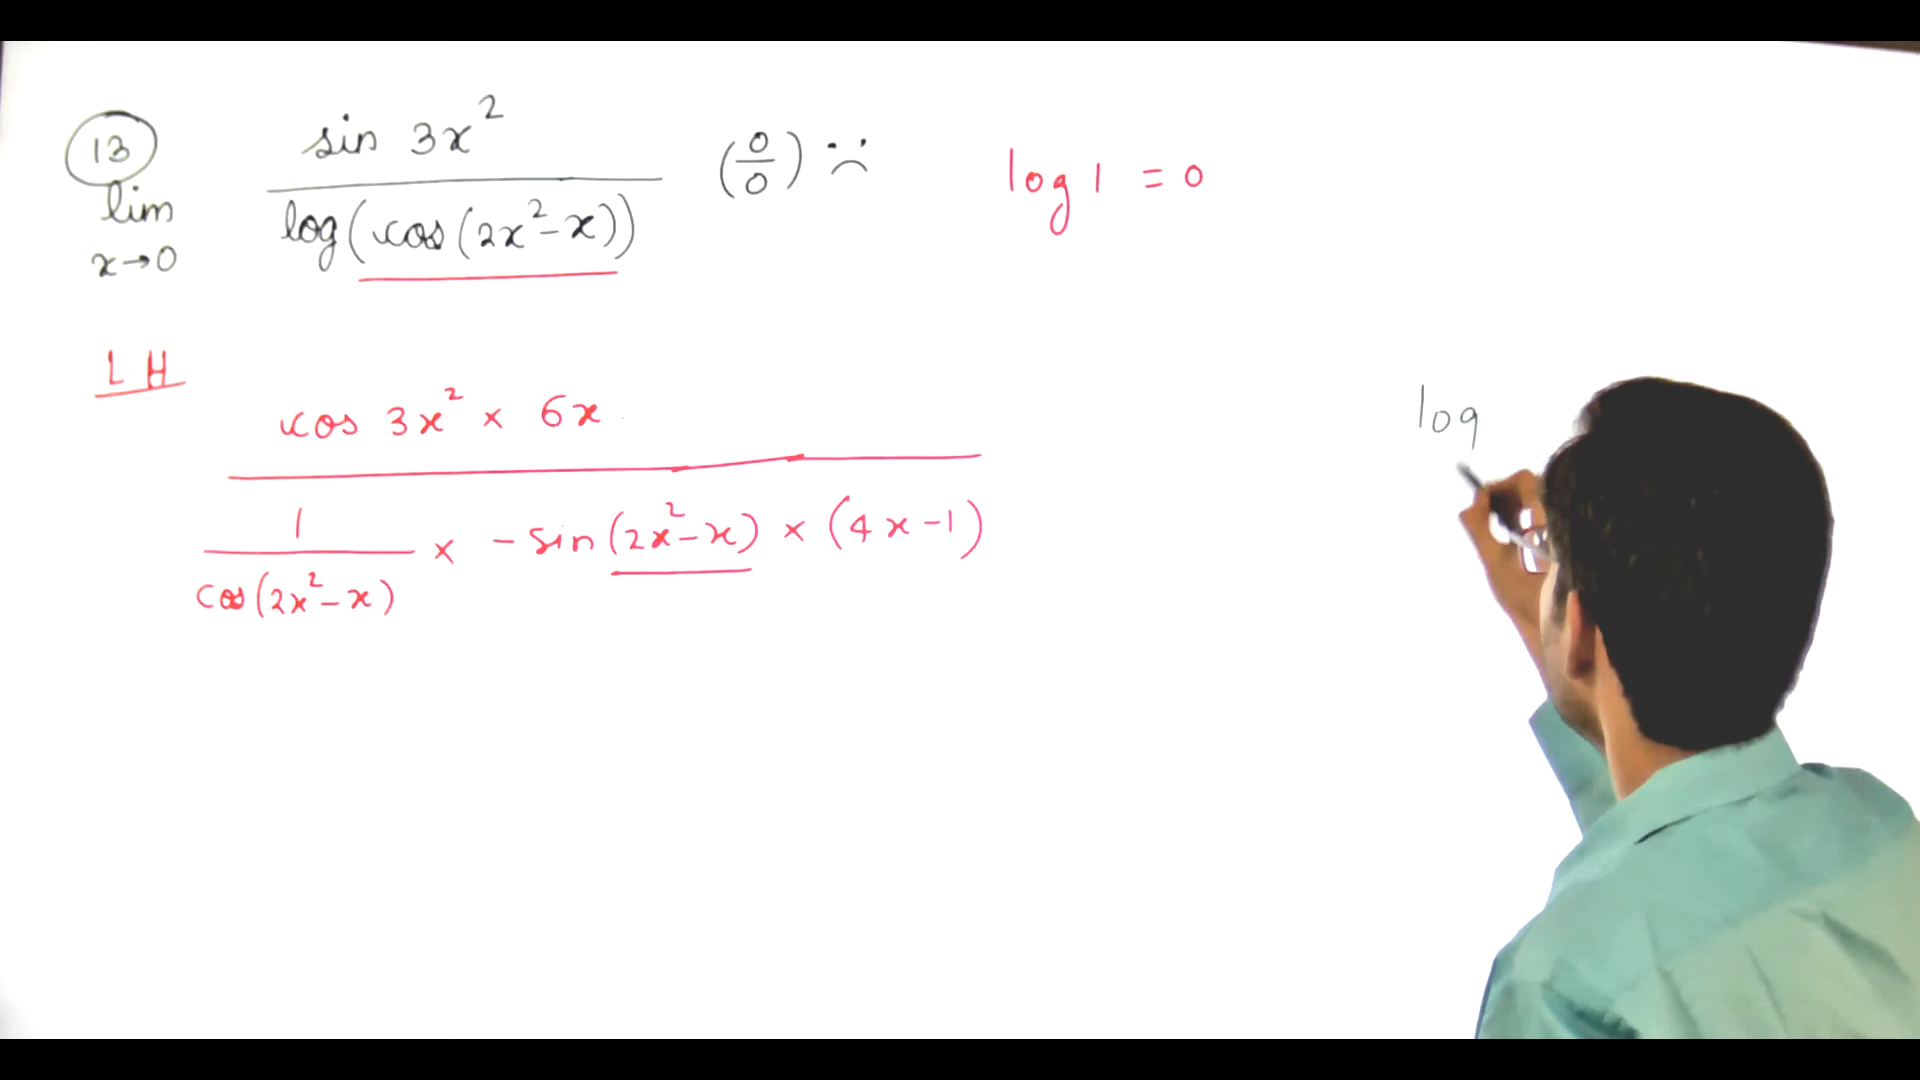 13
lim x→0 sin 3x² / log(cos(2x²-x)) (0/0) :( log 1 = 0
L H
cos 3x² × 6x
1 / cos(2x²-x) × - sin (2x²-x) × (4x-1)
log